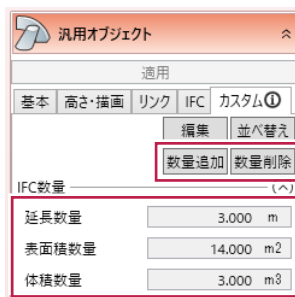 汎用オブジェクト
適用
基本 高さ・描画 リンク IFC カスタム
編集 並べ替え
数量追加 数量削除
IFC数量 (ヘ)
延長数量 3.000 m
表面積数量 14.000 m2
体積数量 3.000 m3